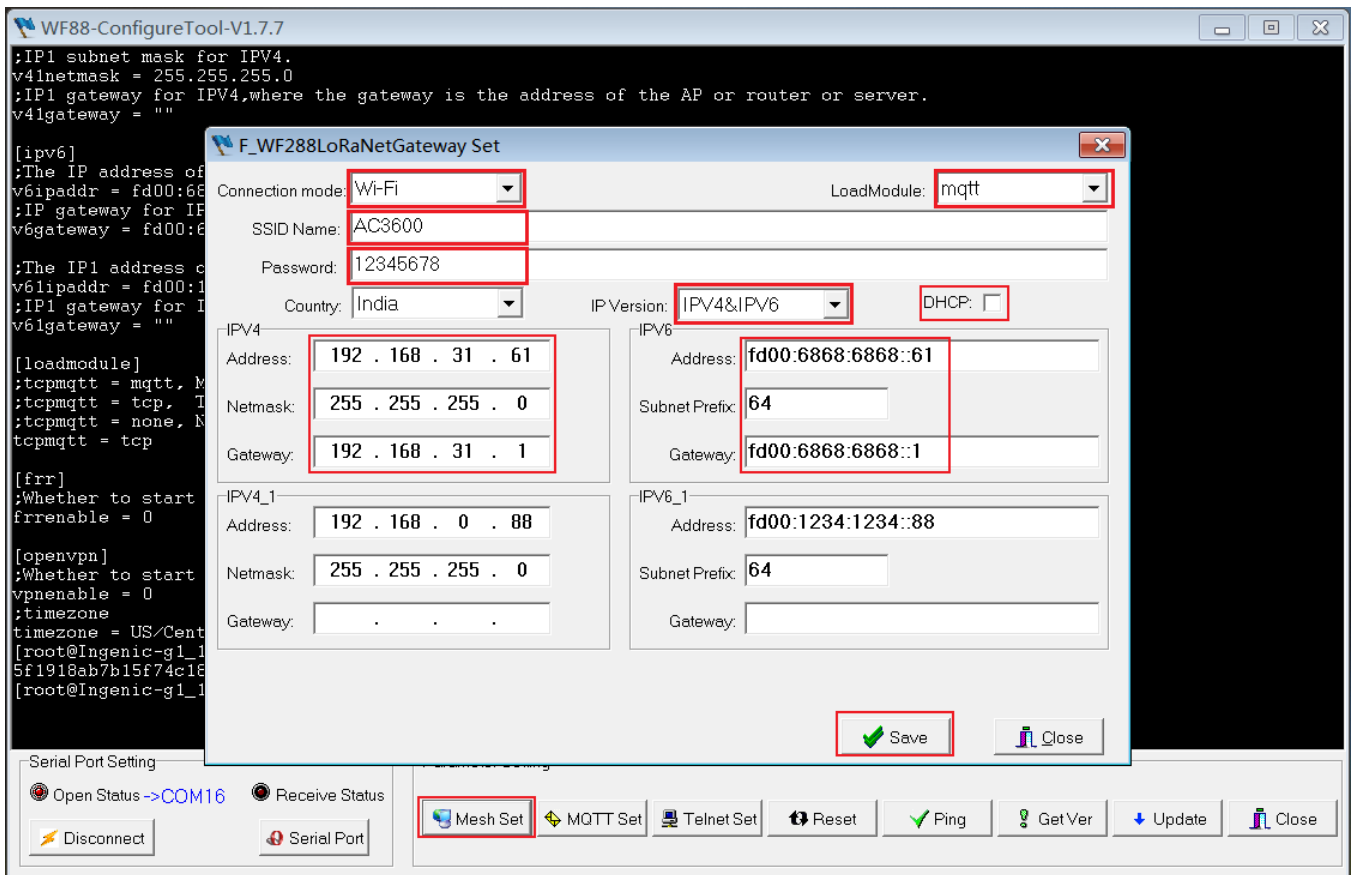 WF88-ConfigureTool-V1.7.7
;IP1 subnet mask for IPV4.
v41netmask = 255.255.255.0
;IP1 gateway for IPV4,where the gateway is the address of the AP or router or server.
v41gateway = ""
[ipv6]
;The IP address of
v6ipaddr = fd00:68
;IP gateway for IP
v6gateway = fd00:6
;The IP1 address
v61ipaddr = fd00:1
;IP1 gateway for I
v61gateway = ""
[loadmodule]
;tcpmqtt = mqtt, M
;tcpmqtt = tcp, T
;tcpmqtt = none, N
tcpmqtt = tcp
[frr]
;Whether to start
frrenable = 0
[openvpn]
;Whether to start
vpnenable = 0
;timezone
timezone = US/Cent
[root@Ingenic-g1_1
5f1918ab7b15f74c18
[root@Ingenic-g1_1
F_WF288LoRaNetGateway Set
Connection mode: Wi-Fi LoadModule: mqtt
SSID Name: AC3600
Password: 12345678
Country: India IP Version: IPV4&IPV6 DHCP:
IPV4
Address: 192 . 168 . 31 . 61
Netmask: 255 . 255 . 255 . 0
Gateway: 192 . 168 . 31 . 1
IPV6
Address: fd00:6868:6868::61
Subnet Prefix: 64
Gateway: fd00:6868:6868::1
IPV4_1
Address: 192 . 168 . 0 . 88
Netmask: 255 . 255 . 255 . 0
Gateway: . . .
IPV6_1
Address: fd00:1234:1234::88
Subnet Prefix: 64
Gateway:
Save Close
Serial Port Setting
Open Status ->COM16 Receive Status
Disconnect Serial Port
Mesh Set MQTT Set Telnet Set Reset Ping Get Ver Update Close